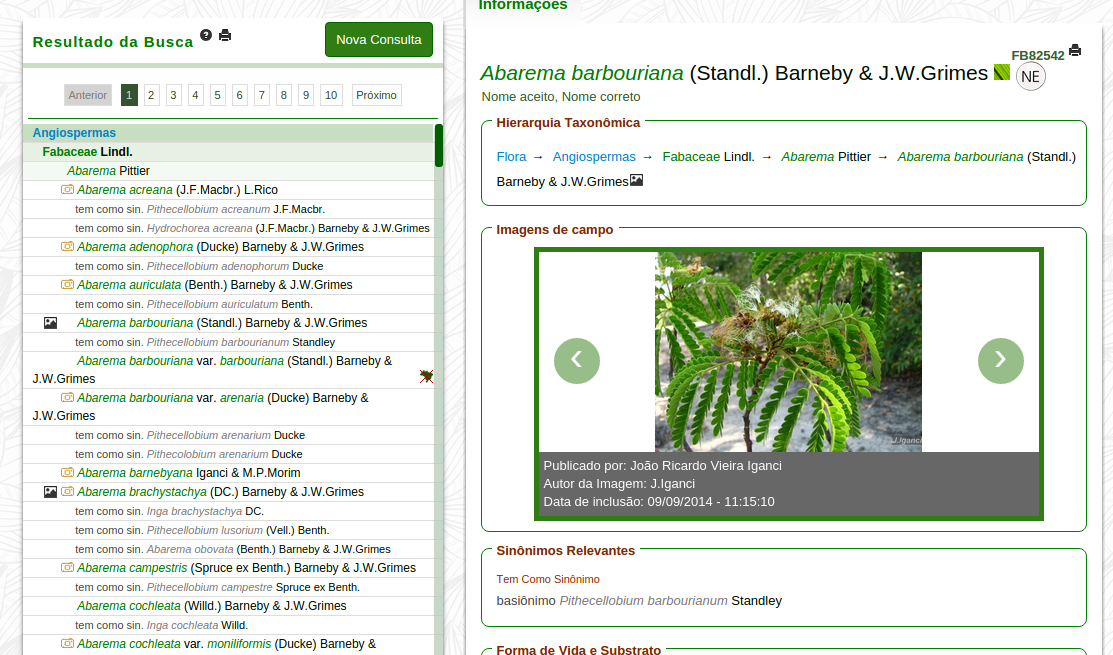 Resultado da Busca
Nova Consulta
Anterior 1 2 3 4 5 6 7 8 9 10 Próximo
Angiospermas
Fabaceae Lindl.
Abarema Pittier
Abarema acreana (J.F.Macbr.) L.Rico
tem como sin. Pithecellobium acreanum J.F.Macbr.
tem como sin. Hydrochorea acreana (J.F.Macbr.) Barneby & J.W.Grimes
Abarema adenophora (Ducke) Barneby & J.W.Grimes
tem como sin. Pithecellobium adenophorum Ducke
Abarema auriculata (Benth.) Barneby & J.W.Grimes
tem como sin. Pithecellobium auriculatum Benth.
Abarema barbouriana (Standl.) Barneby & J.W.Grimes
tem como sin. Pithecellobium barbourianum Standley
Abarema barbouriana var. barbouriana (Standl.) Barneby &
J.W.Grimes
Abarema barbouriana var. arenaria (Ducke) Barneby &
J.W.Grimes
tem como sin. Pithecellobium arenarium Ducke
tem como sin. Pithecolobium arenarium Ducke
Abarema barnebyana Iganci & M.P.Morim
Abarema brachystachya (DC.) Barneby & J.W.Grimes
tem como sin. Inga brachystachya DC.
tem como sin. Pithecellobium lusorium (Vell.) Benth.
tem como sin. Abarema obovata (Benth.) Barneby & J.W.Grimes
Abarema campestris (Spruce ex Benth.) Barneby & J.W.Grimes
tem como sin. Pithecellobium campestre Spruce ex Benth.
Abarema cochleata (Willd.) Barneby & J.W.Grimes
tem como sin. Inga cochleata Willd.
Abarema cochleata var. moniliformis (Ducke) Barneby &
Informações
FB82542
Abarema barbouriana (Standl.) Barneby & J.W.Grimes NE
Nome aceito, Nome correto
Hierarquia Taxonômica
Flora → Angiospermas → Fabaceae Lindl. → Abarema Pittier → Abarema barbouriana (Standl.)
Barneby & J.W.Grimes
Imagens de campo
J.Iganci
Publicado por: João Ricardo Vieira Iganci
Autor da Imagem: J.Iganci
Data de inclusão: 09/09/2014 - 11:15:10
Sinônimos Relevantes
Tem Como Sinônimo
basiônimo Pithecellobium barbourianum Standley
Forma de Vida e Substrato